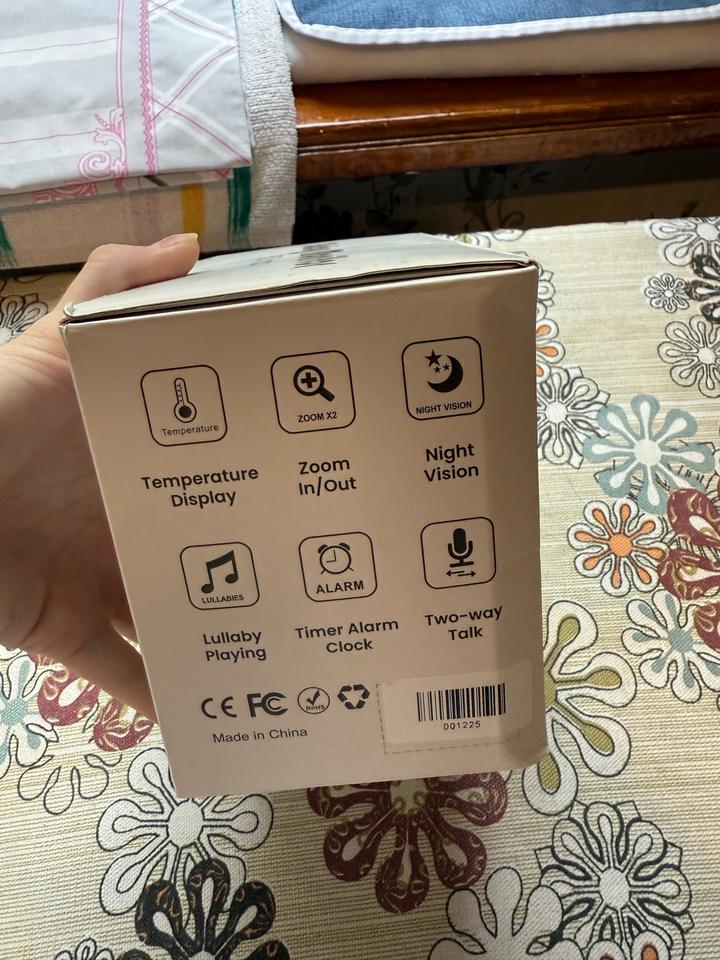 Temperature
ZOOM X2
NIGHT VISION
Temperature
Display
Zoom
In/Out
Night
Vision
LULLABIES
ALARM
Lullaby
Playing
Timer Alarm
Clock
Two-way
Talk
CE FC RoHS
Made in China
DQ1225